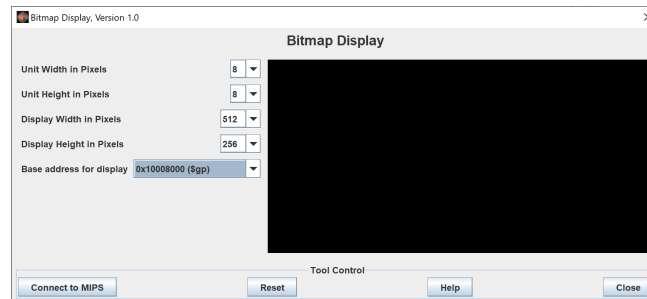 Bitmap Display, Version 1.0
Bitmap Display
Unit Width in Pixels 8
Unit Height in Pixels 8
Display Width in Pixels 512
Display Height in Pixels 256
Base address for display 0x10008000 ($gp)
Tool Control
Connect to MIPS Reset Help Close